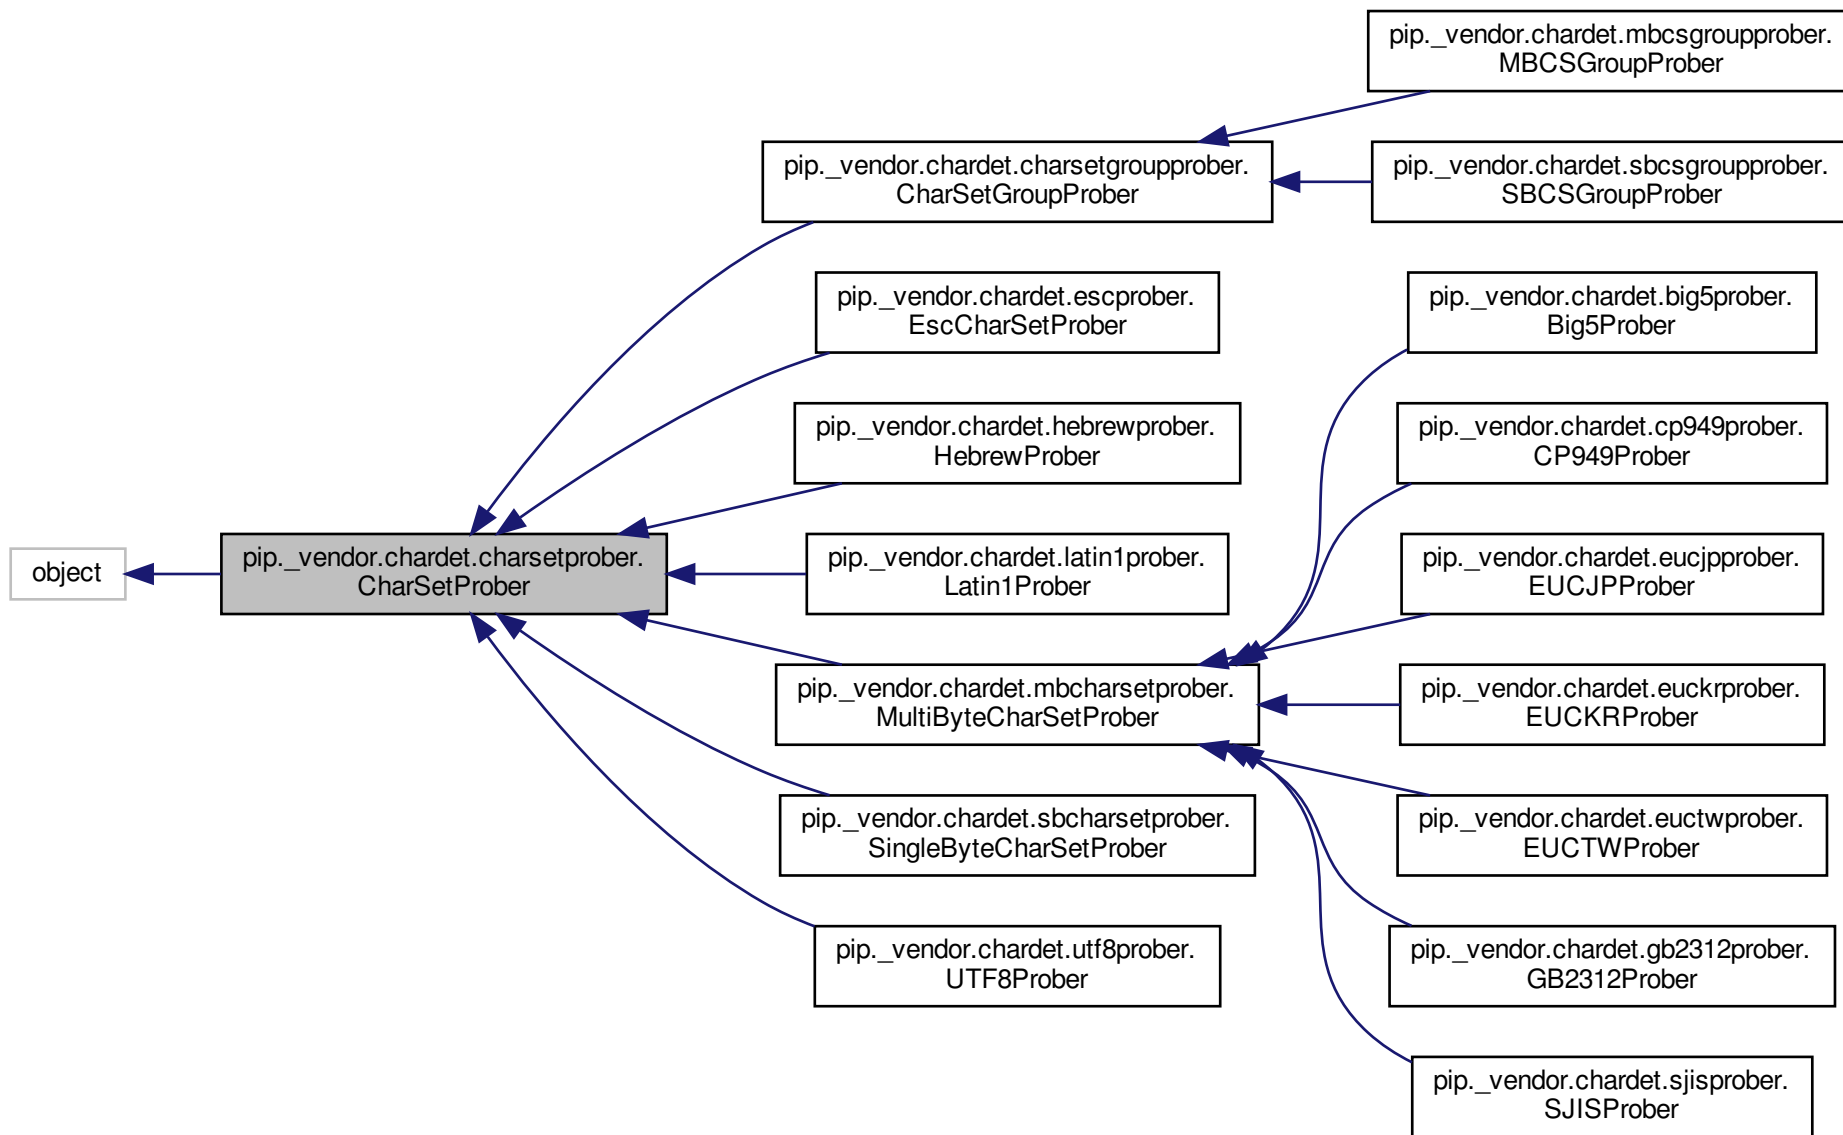 object
pip._vendor.chardet.charsetprober.
CharSetProber
pip._vendor.chardet.charsetgroupprober.
CharSetGroupProber
pip._vendor.chardet.escprober.
EscCharSetProber
pip._vendor.chardet.hebrewprober.
HebrewProber
pip._vendor.chardet.latin1prober.
Latin1Prober
pip._vendor.chardet.mbcharsetprober.
MultiByteCharSetProber
pip._vendor.chardet.sbcharsetprober.
SingleByteCharSetProber
pip._vendor.chardet.utf8prober.
UTF8Prober
pip._vendor.chardet.mbcsgroupprober.
MBCSGroupProber
pip._vendor.chardet.sbcsgroupprober.
SBCSGroupProber
pip._vendor.chardet.big5prober.
Big5Prober
pip._vendor.chardet.cp949prober.
CP949Prober
pip._vendor.chardet.eucjpprober.
EUCJPProber
pip._vendor.chardet.euckrprober.
EUCKRProber
pip._vendor.chardet.euctwprober.
EUCTWProber
pip._vendor.chardet.gb2312prober.
GB2312Prober
pip._vendor.chardet.sjisprober.
SJISProber